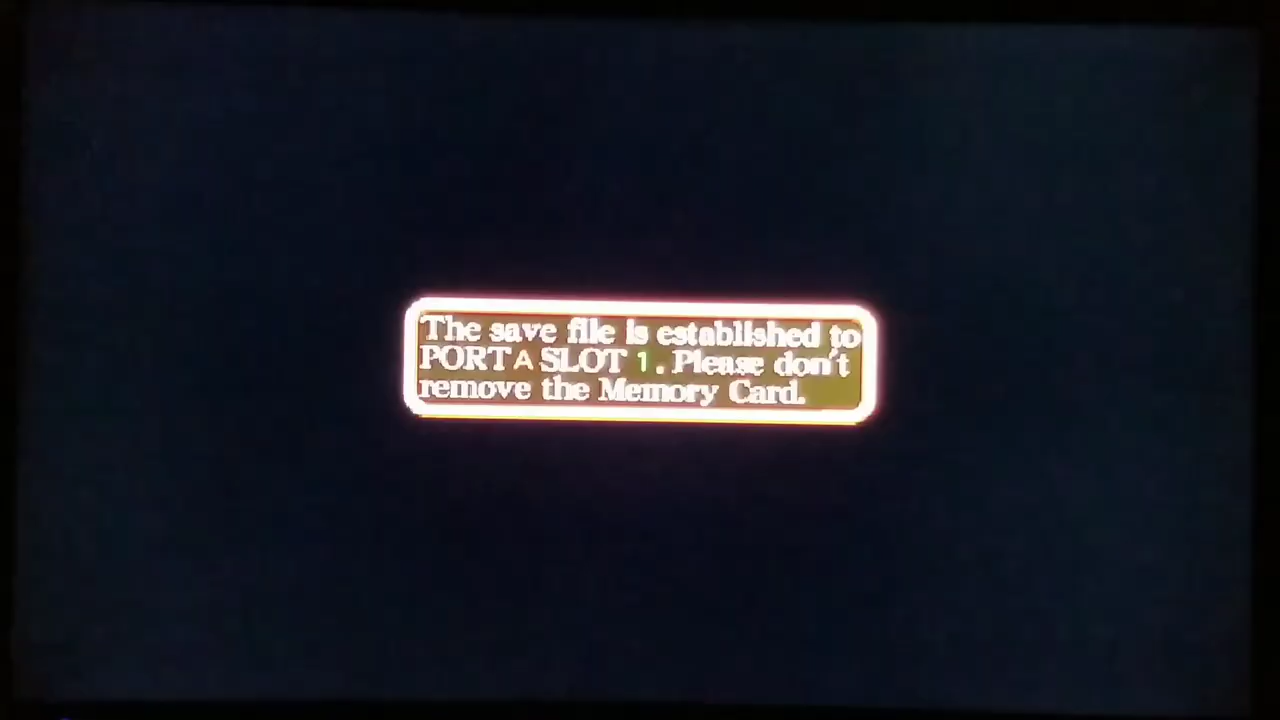 The save file is established to
PORT A SLOT 1. Please don't
remove the Memory Card.